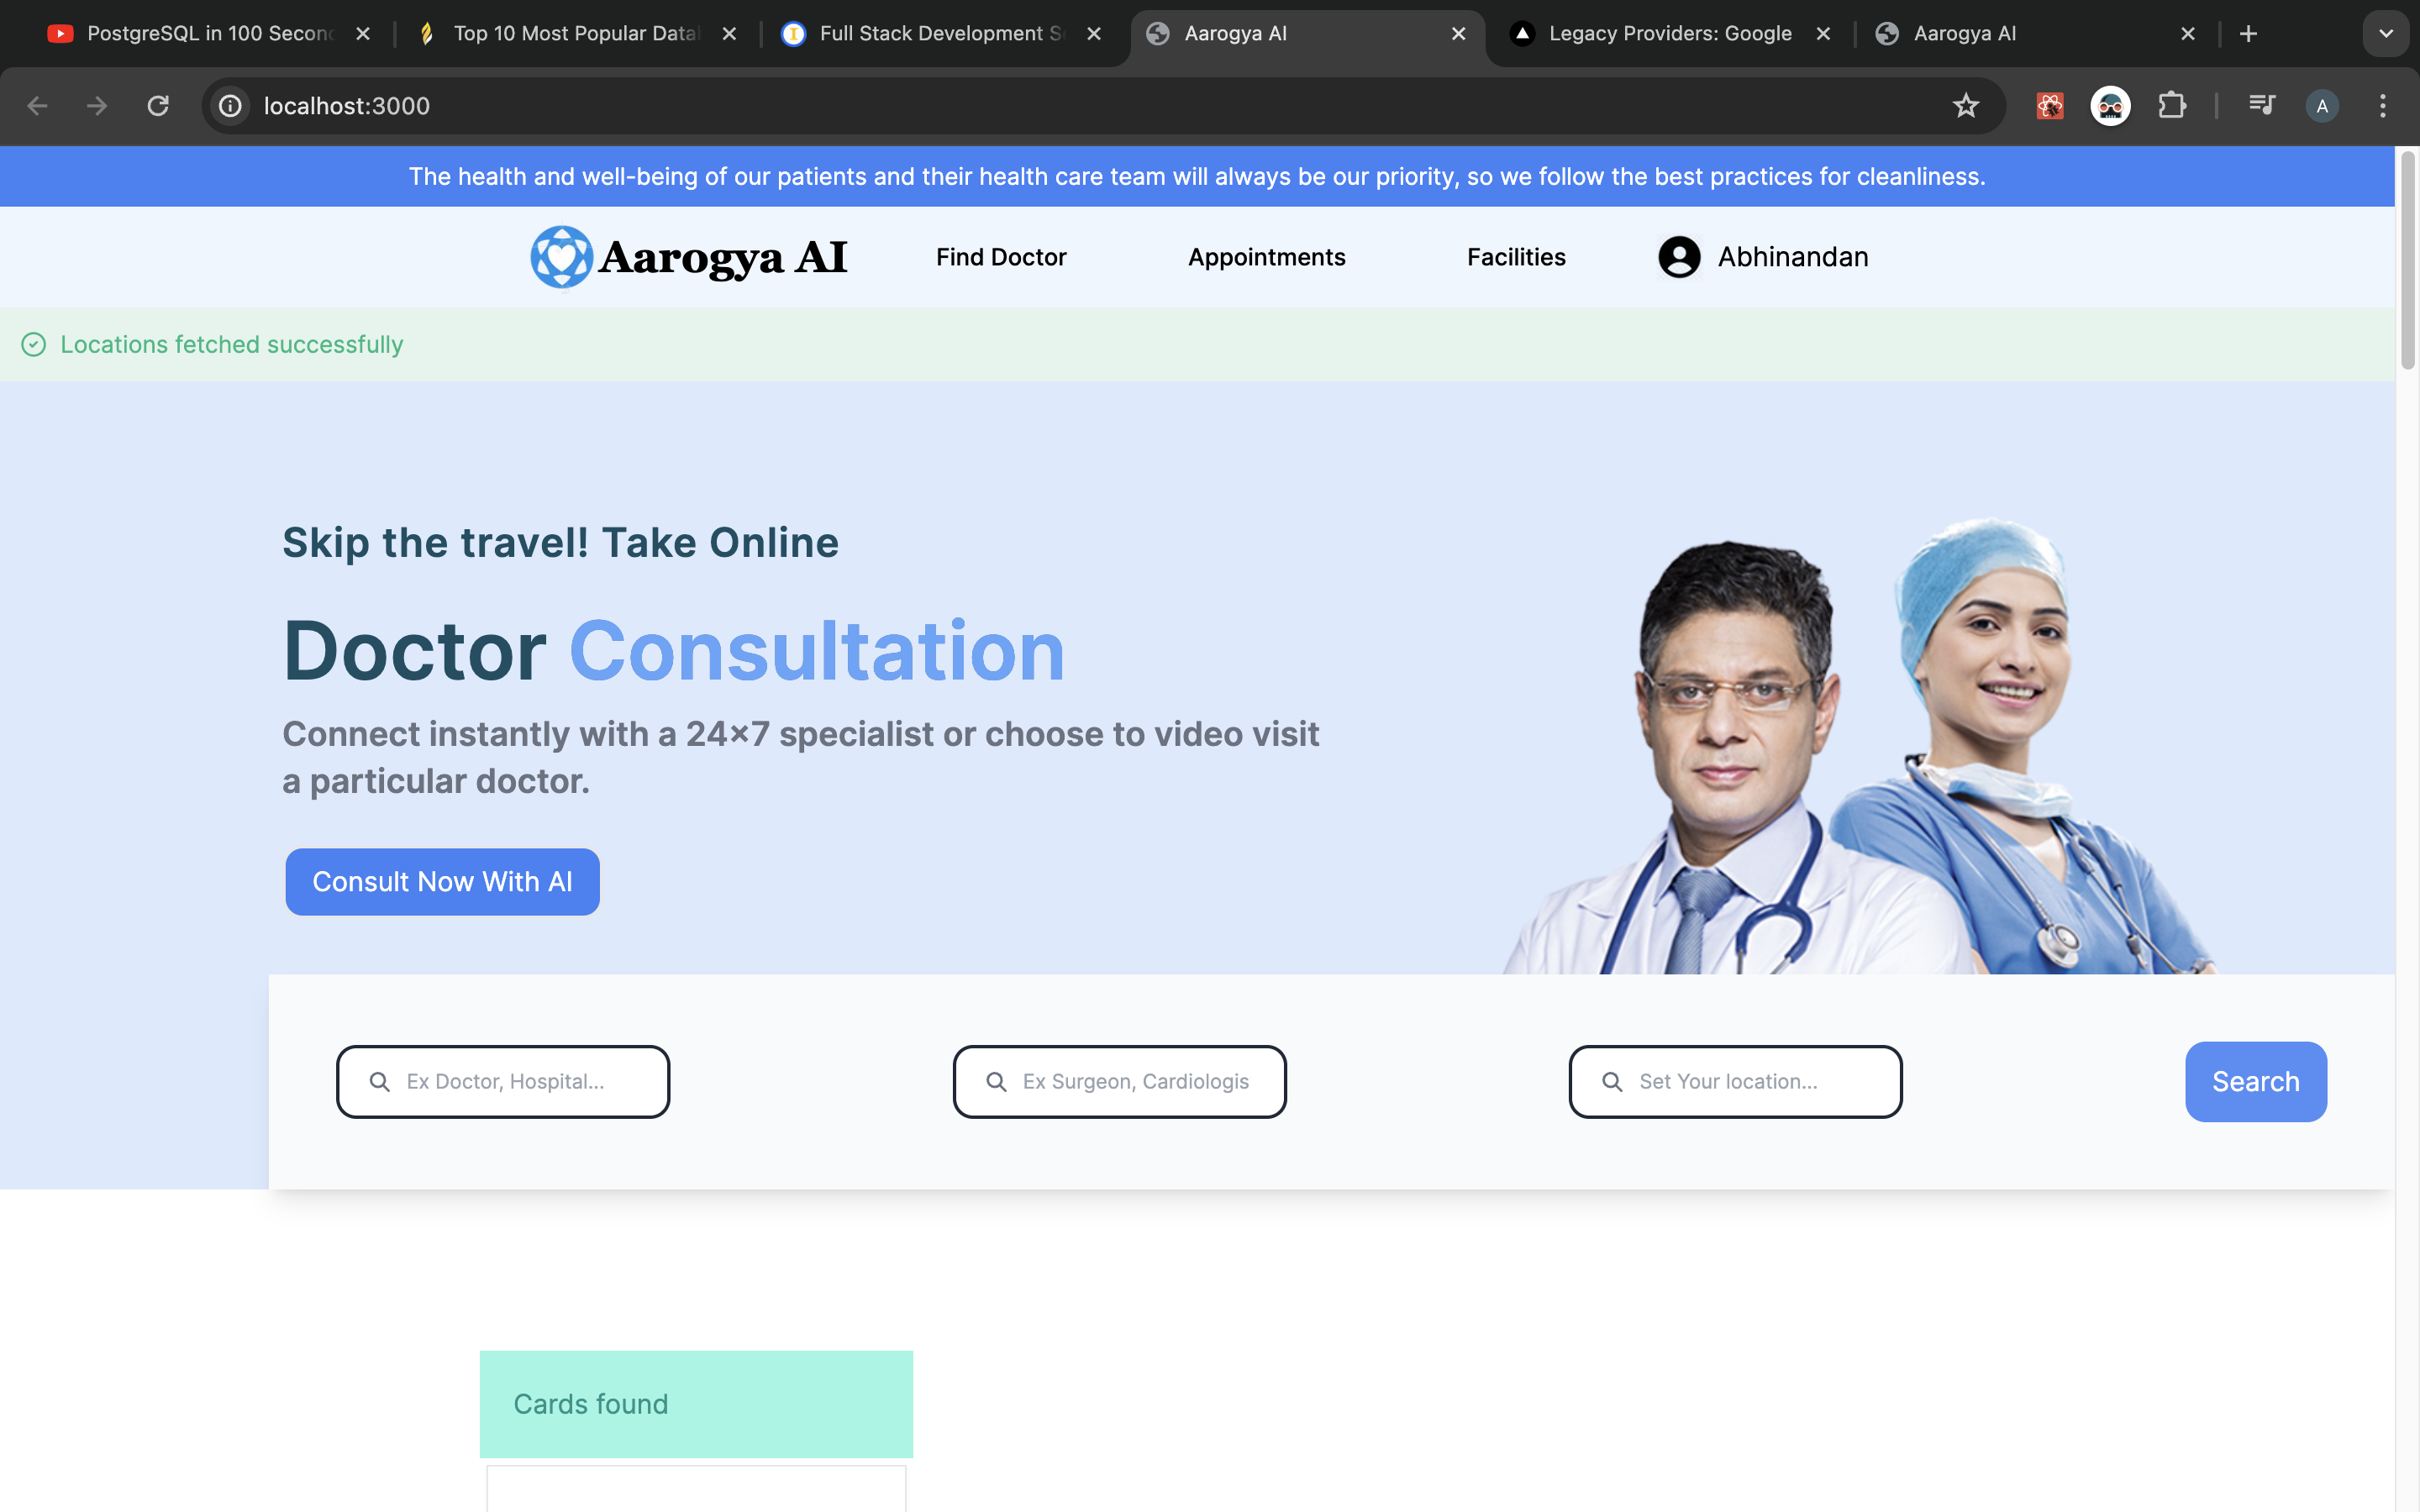 PostgreSQL in 100 Secon
Top 10 Most Popular Data
Full Stack Development S
Aarogya AI
Legacy Providers: Google
Aarogya AI
localhost:3000
A
The health and well-being of our patients and their health care team will always be our priority, so we follow the best practices for cleanliness.
Aarogya AI
Find Doctor
Appointments
Facilities
Abhinandan
Locations fetched successfully
Skip the travel! Take Online
Doctor Consultation
Connect instantly with a 24×7 specialist or choose to video visit
a particular doctor.
Consult Now With AI
Ex Doctor, Hospital...
Ex Surgeon, Cardiologis
Set Your location...
Search
Cards found